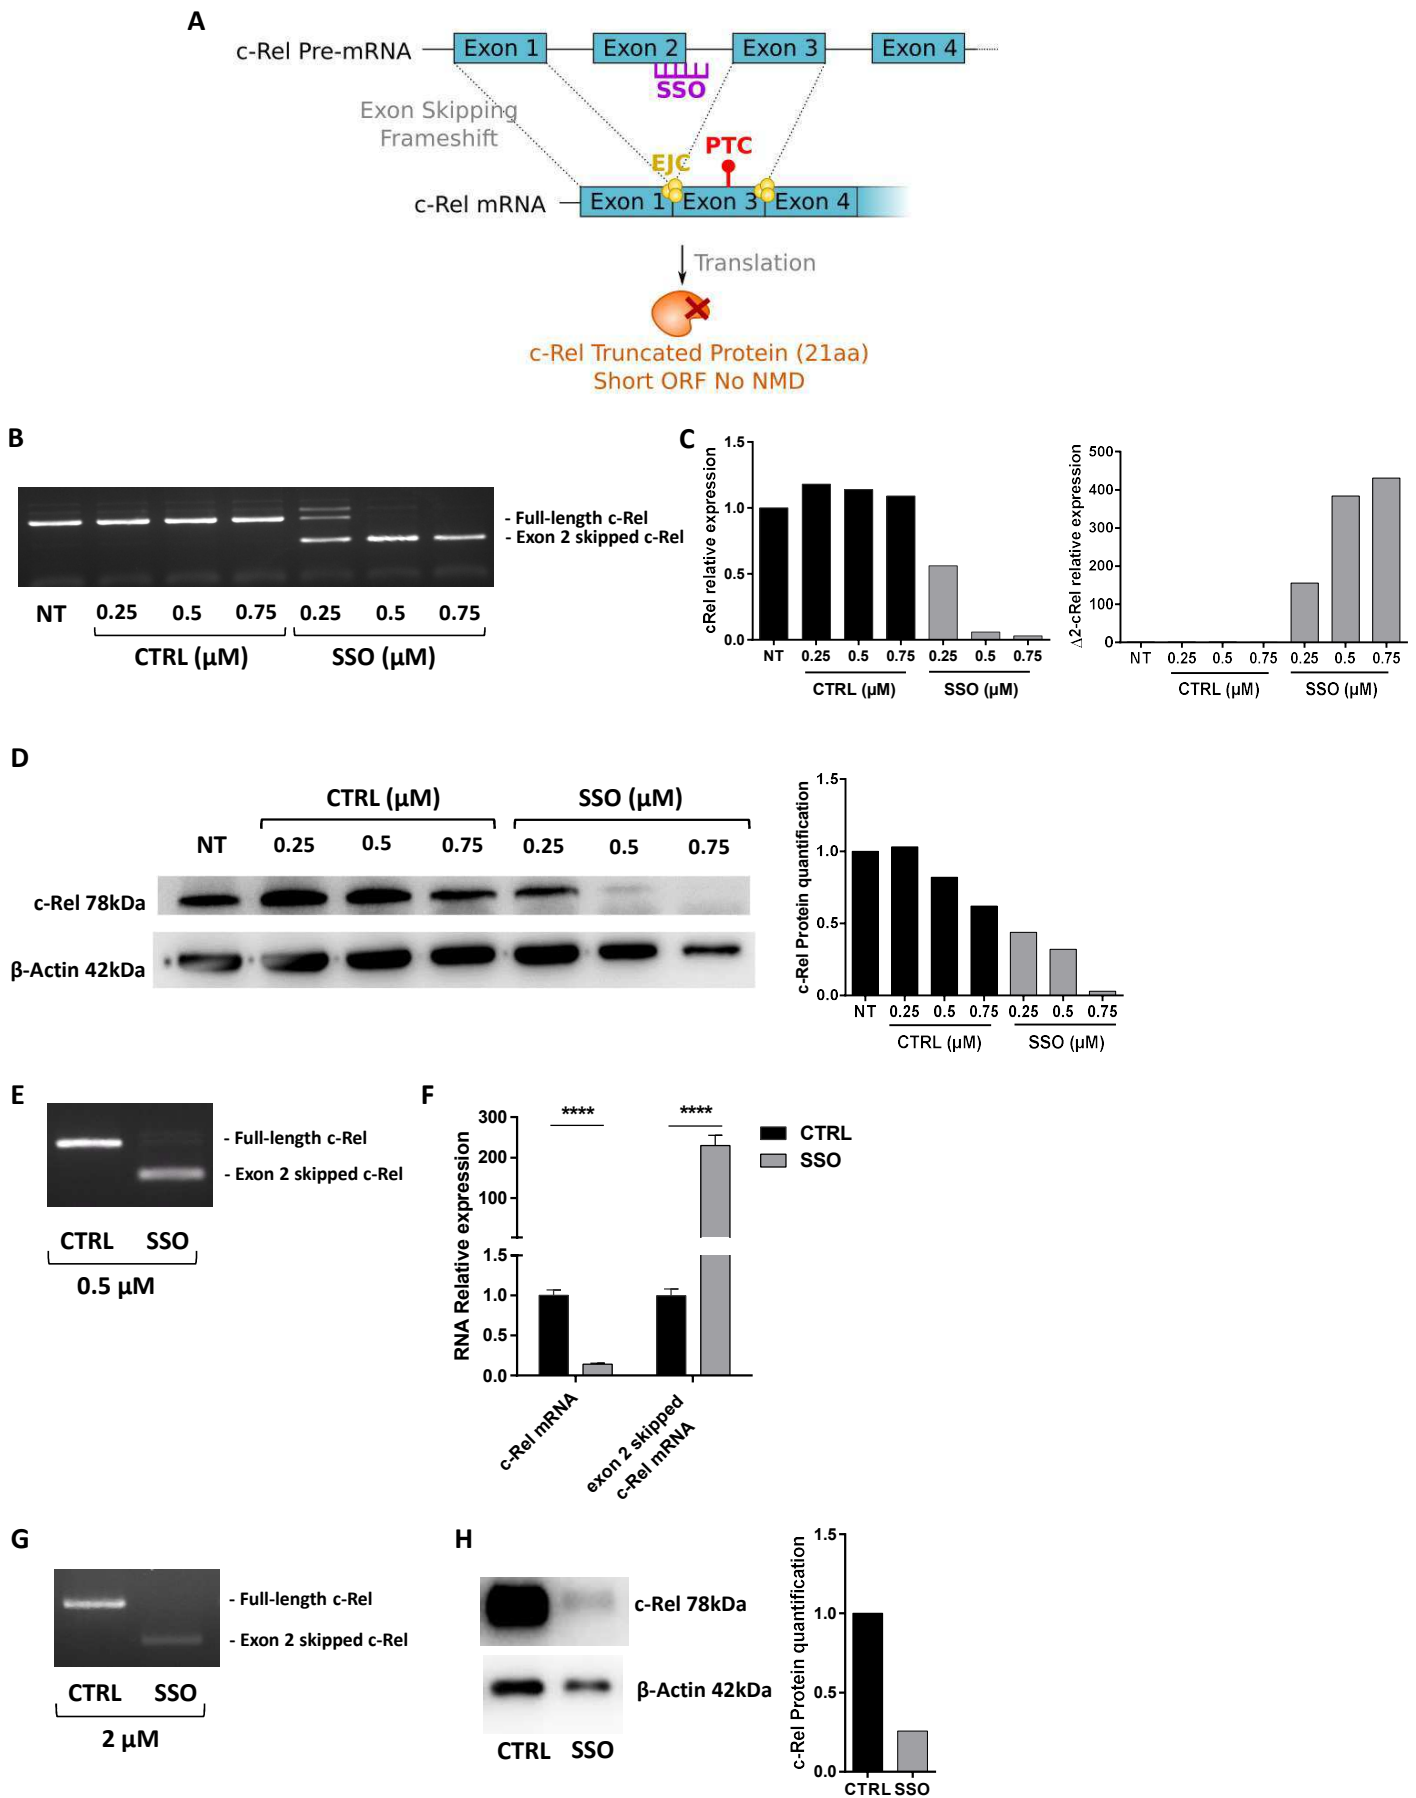 A
c-Rel Pre-mRNA
Exon 1
Exon 2
Exon 3
Exon 4
SSO
Exon Skipping
Frameshift
EJC
PTC
c-Rel mRNA
Exon 1
Exon 3
Exon 4
Translation
c-Rel Truncated Protein (21aa)
Short ORF No NMD
B
- Full-length c-Rel
- Exon 2 skipped c-Rel
NT 0.25 0.5 0.75 0.25 0.5 0.75
CTRL (µM) SSO (µM)
C
cRel relative expression
1.5
1.0
0.5
0.0
NT 0.25 0.5 0.75 0.25 0.5 0.75
CTRL (µM) SSO (µM)
Δ2-cRel relative expression
500
400
300
200
100
0
NT 0.25 0.5 0.75 0.25 0.5 0.75
CTRL (µM) SSO (µM)
D
CTRL (µM) SSO (µM)
NT 0.25 0.5 0.75 0.25 0.5 0.75
c-Rel 78kDa
β-Actin 42kDa
c-Rel Protein quantification
1.5
1.0
0.5
0.0
NT 0.25 0.5 0.75 0.25 0.5 0.75
CTRL (µM) SSO (µM)
E
- Full-length c-Rel
- Exon 2 skipped c-Rel
CTRL SSO
0.5 µM
F
RNA Relative expression
300
200
100
1.5
1.0
0.5
0.0
**** ****
CTRL
SSO
c-Rel mRNA
exon 2 skipped
c-Rel mRNA
G
- Full-length c-Rel
- Exon 2 skipped c-Rel
CTRL SSO
2 µM
H
c-Rel 78kDa
β-Actin 42kDa
CTRL SSO
c-Rel Protein quantification
1.5
1.0
0.5
0.0
CTRL SSO